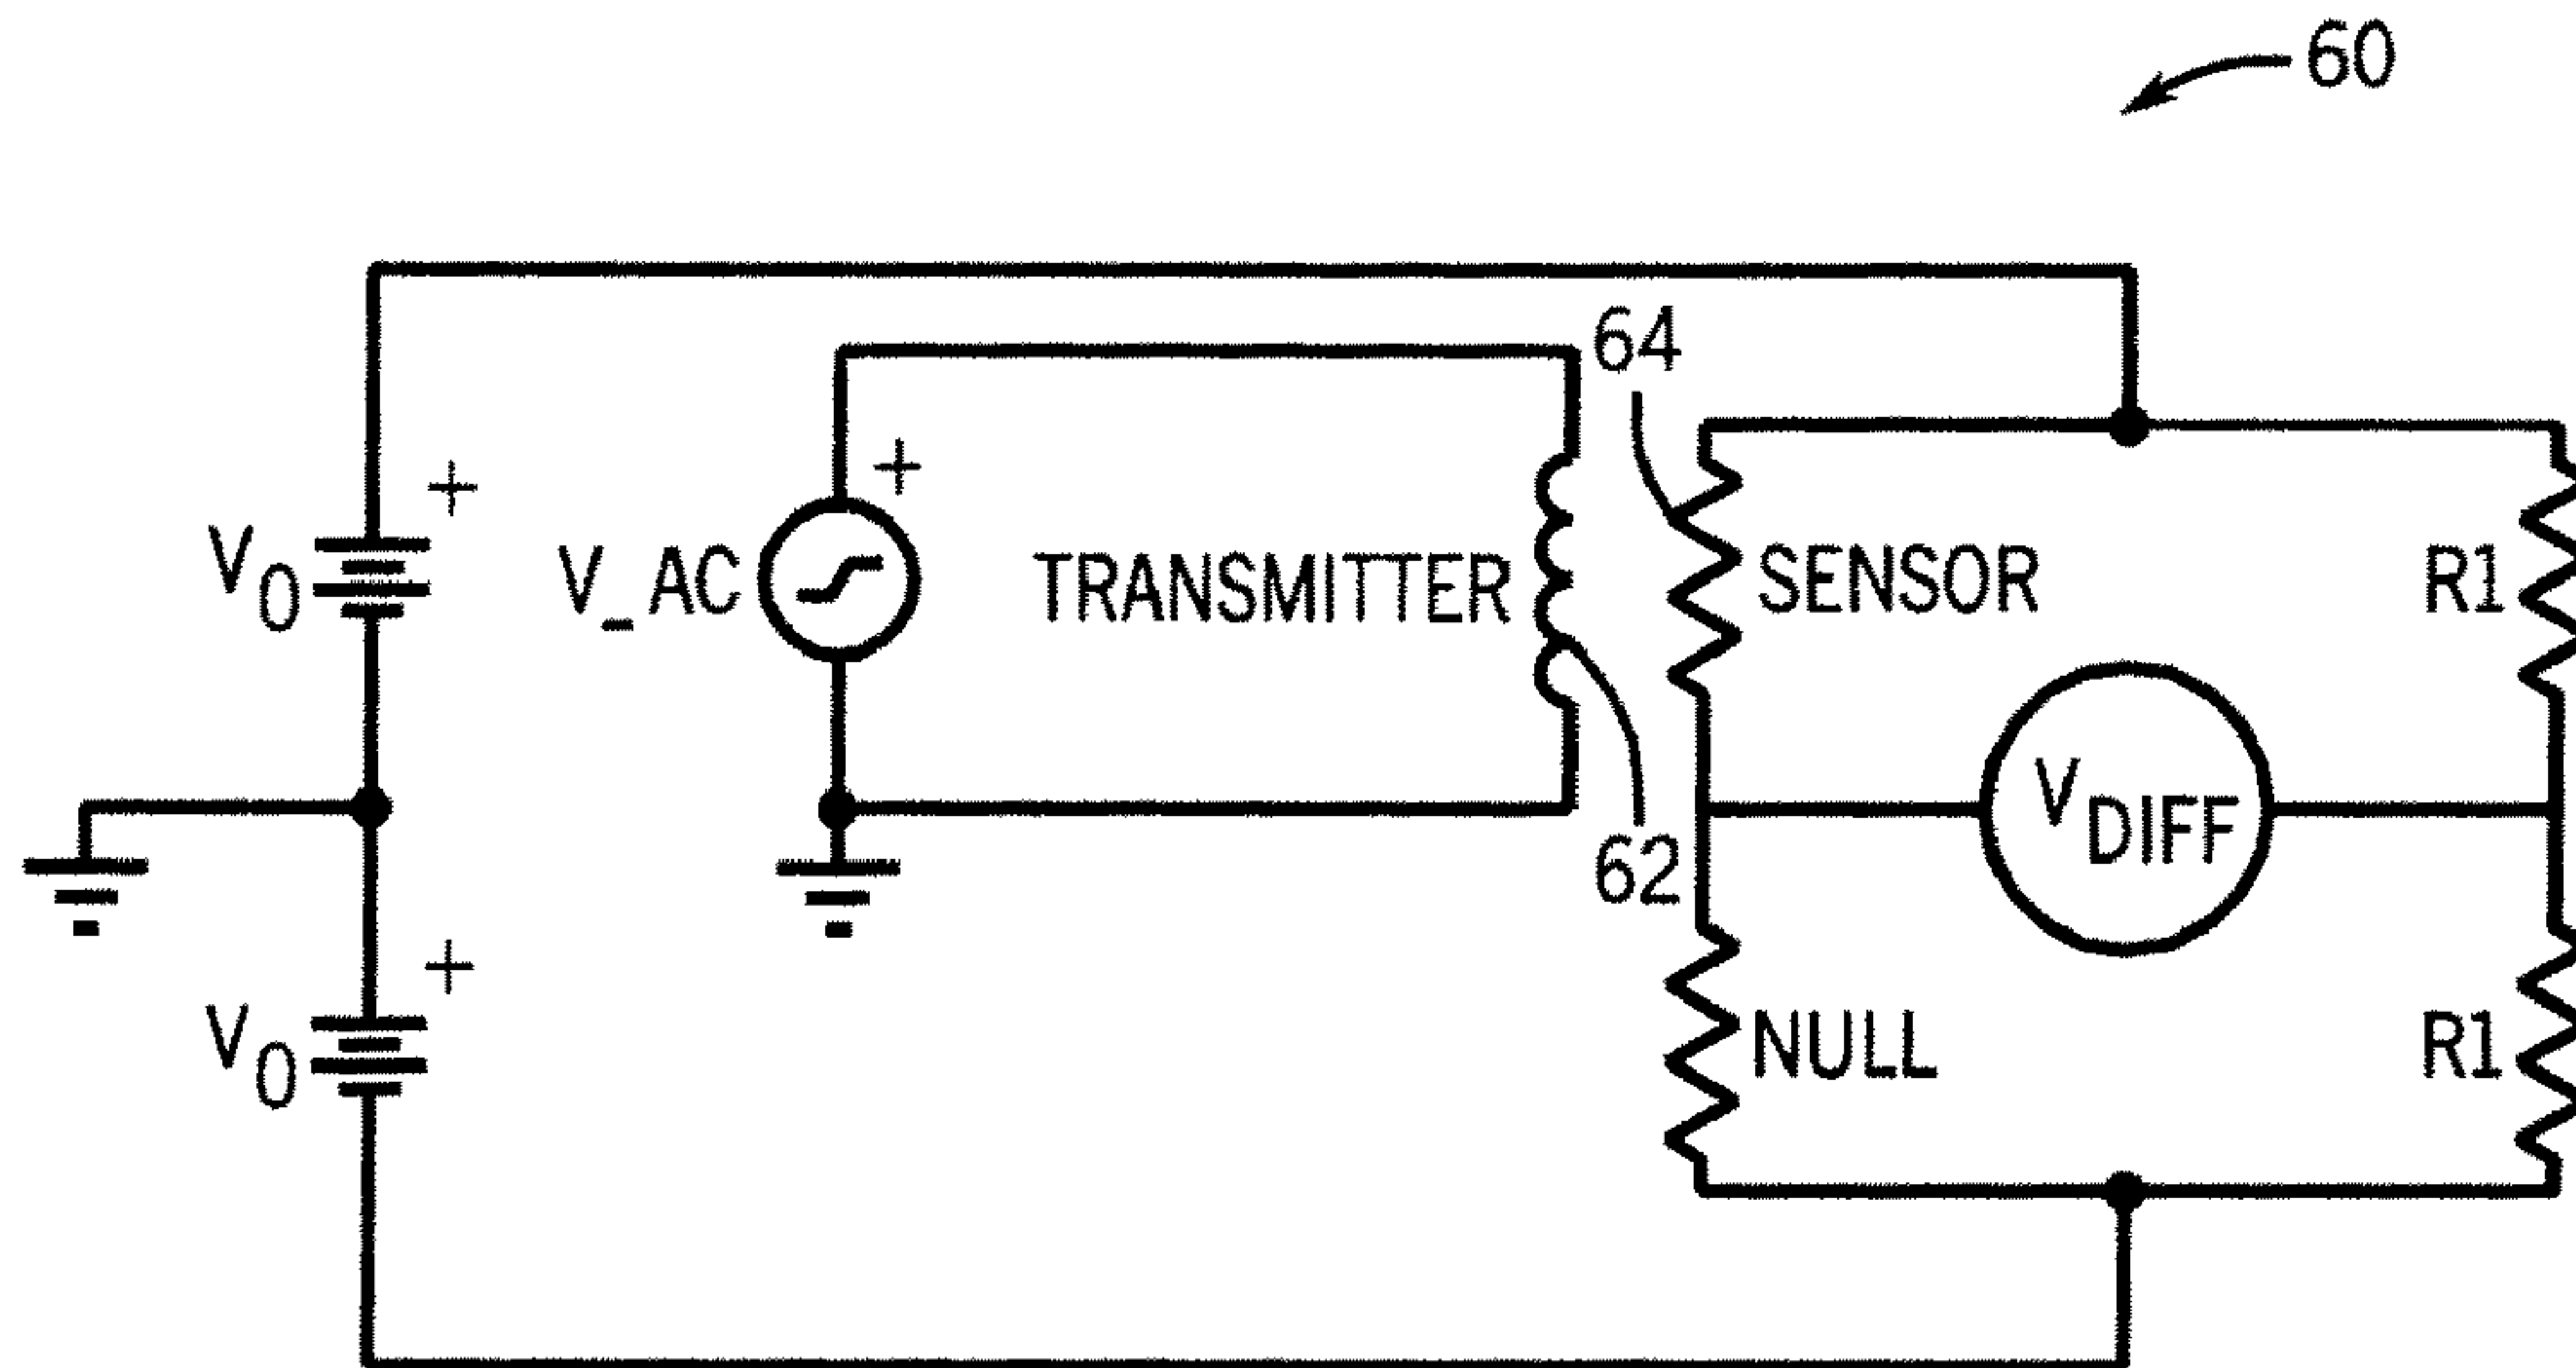 60
64
+
+
V0
V_AC
TRANSMITTER
SENSOR
R1
VDIFF
62
+
V0
NULL
R1